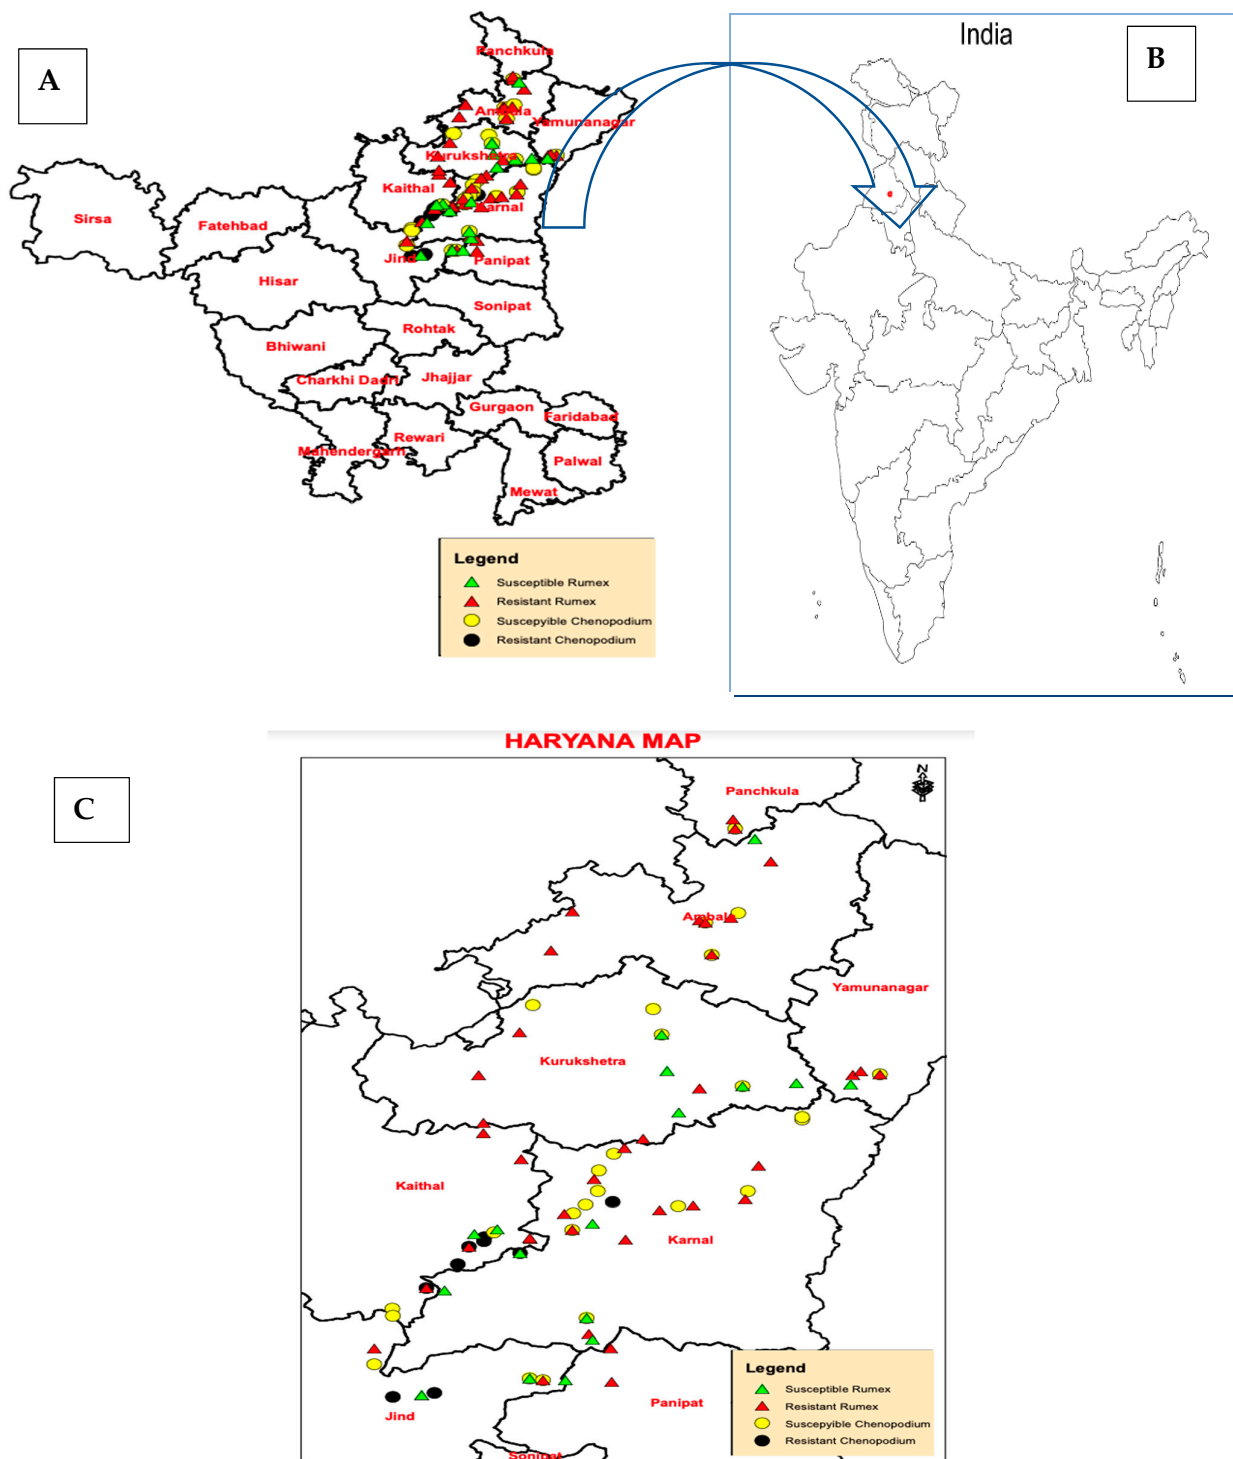 A
Panchkula
Ambala
Yamunanagar
Kurukshetra
Kaithal
Karnal
Sirsa
Fatehbad
Jind
Panipat
Hisar
Sonipat
Rohtak
Bhiwani
Charkhi Dadri
Jhajjar
Gurgaon
Faridabad
Rewari
Mahendergarh
Palwal
Mewat
Legend
Susceptible Rumex
Resistant Rumex
Suscepyible Chenopodium
Resistant Chenopodium
India
B
HARYANA MAP
C
N
Panchkula
Ambala
Yamunanagar
Kurukshetra
Kaithal
Karnal
Jind
Panipat
Sonipat
Legend
Susceptible Rumex
Resistant Rumex
Suscepyible Chenopodium
Resistant Chenopodium